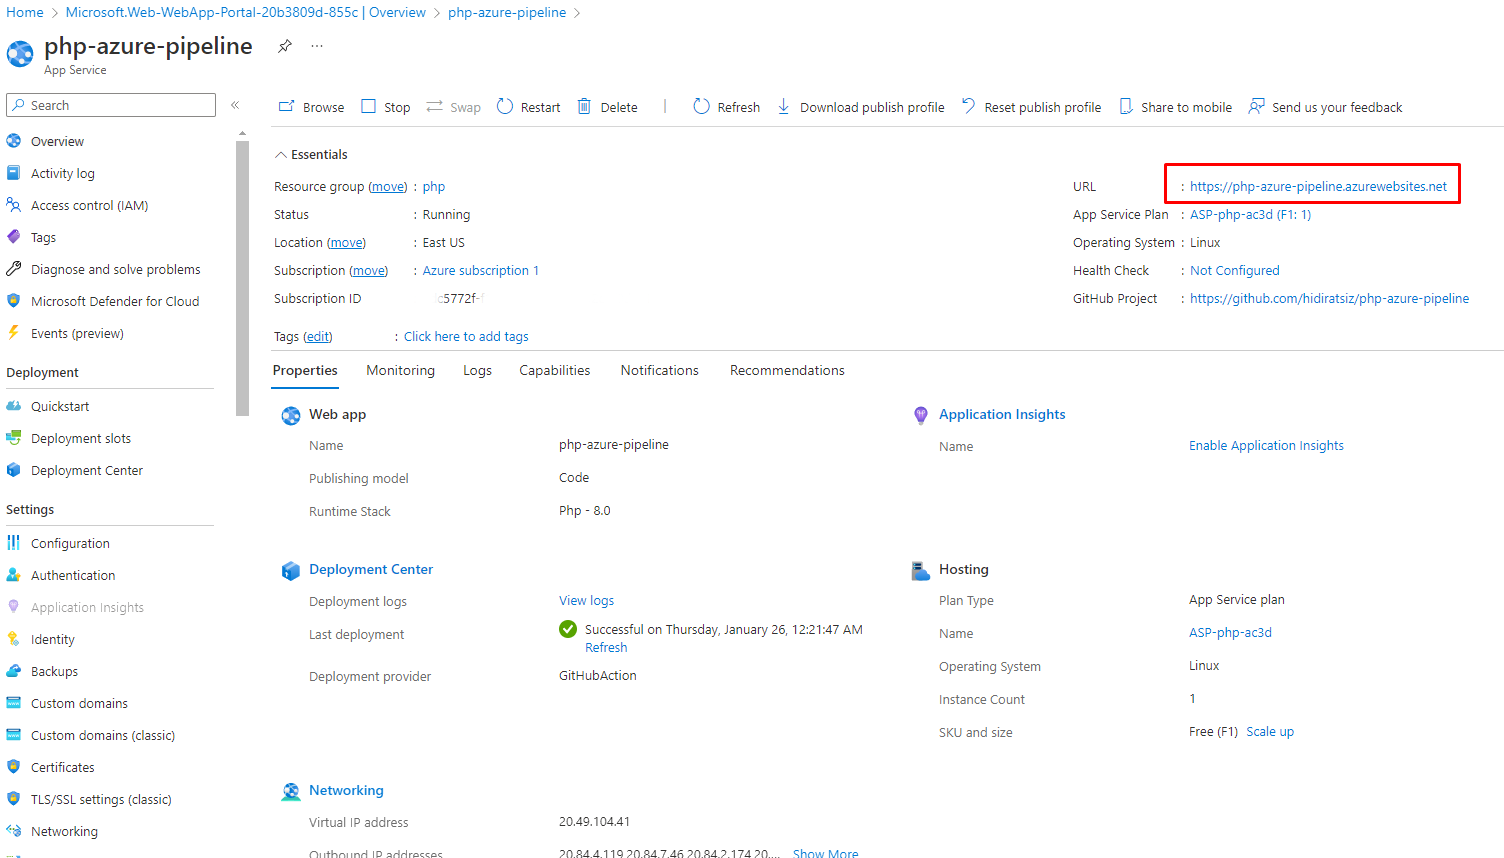 Home > Microsoft.Web-WebApp-Portal-20b3809d-855c | Overview > php-azure-pipeline >
php-azure-pipeline
App Service
Search
«
Browse Stop Swap Restart Delete | Refresh Download publish profile Reset publish profile Share to mobile Send us your feedback
Overview
Activity log
Access control (IAM)
Tags
Diagnose and solve problems
Microsoft Defender for Cloud
Events (preview)
Deployment
Quickstart
Deployment slots
Deployment Center
Settings
Configuration
Authentication
Application Insights
Identity
Backups
Custom domains
Custom domains (classic)
Certificates
TLS/SSL settings (classic)
Networking
Essentials
Resource group (move) : php
Status : Running
Location (move) : East US
Subscription (move) : Azure subscription 1
Subscription ID c5772f-
Tags (edit) : Click here to add tags
URL : https://php-azure-pipeline.azurewebsites.net
App Service Plan : ASP-php-ac3d (F1: 1)
Operating System : Linux
Health Check : Not Configured
GitHub Project : https://github.com/hidiratsiz/php-azure-pipeline
Properties Monitoring Logs Capabilities Notifications Recommendations
Web app
Name php-azure-pipeline
Publishing model Code
Runtime Stack Php - 8.0
Deployment Center
Deployment logs View logs
Last deployment Successful on Thursday, January 26, 12:21:47 AM
Refresh
Deployment provider GitHubAction
Networking
Virtual IP address 20.49.104.41
Outbound IP addresses 20.84.4.119,20.84.7.46,20.84.2.174,20.... Show More
Application Insights
Name Enable Application Insights
Hosting
Plan Type App Service plan
Name ASP-php-ac3d
Operating System Linux
Instance Count 1
SKU and size Free (F1) Scale up